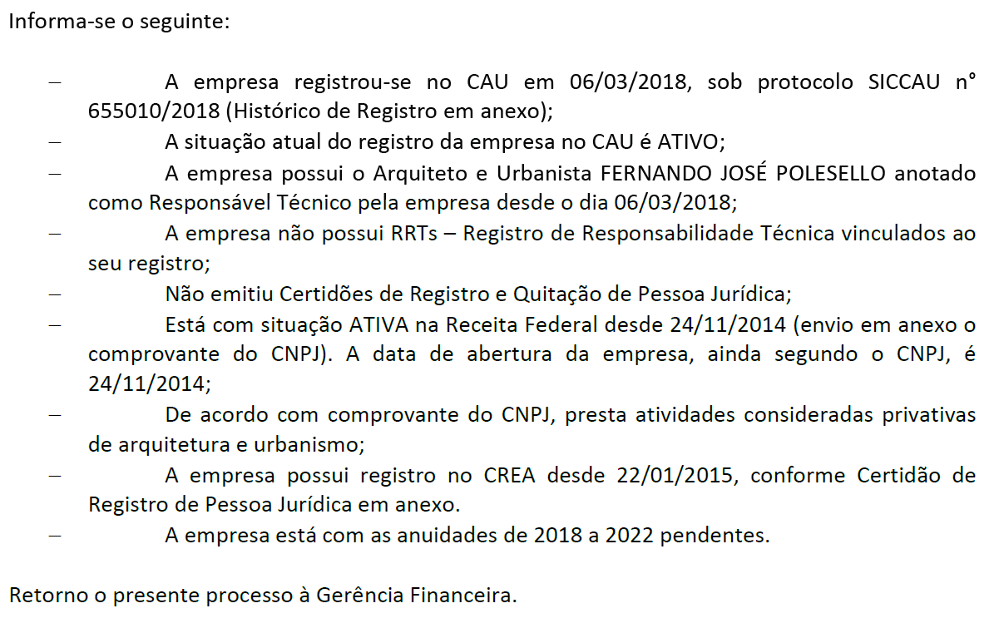 Informa-se o seguinte:
– A empresa registrou-se no CAU em 06/03/2018, sob protocolo SICCAU n°
655010/2018 (Histórico de Registro em anexo);
– A situação atual do registro da empresa no CAU é ATIVO;
– A empresa possui o Arquiteto e Urbanista FERNANDO JOSÉ POLESELLO anotado
como Responsável Técnico pela empresa desde o dia 06/03/2018;
– A empresa não possui RRTs – Registro de Responsabilidade Técnica vinculados ao
seu registro;
– Não emitiu Certidões de Registro e Quitação de Pessoa Jurídica;
– Está com situação ATIVA na Receita Federal desde 24/11/2014 (envio em anexo o
comprovante do CNPJ). A data de abertura da empresa, ainda segundo o CNPJ, é
24/11/2014;
– De acordo com comprovante do CNPJ, presta atividades consideradas privativas
de arquitetura e urbanismo;
– A empresa possui registro no CREA desde 22/01/2015, conforme Certidão de
Registro de Pessoa Jurídica em anexo.
– A empresa está com as anuidades de 2018 a 2022 pendentes.
Retorno o presente processo à Gerência Financeira.